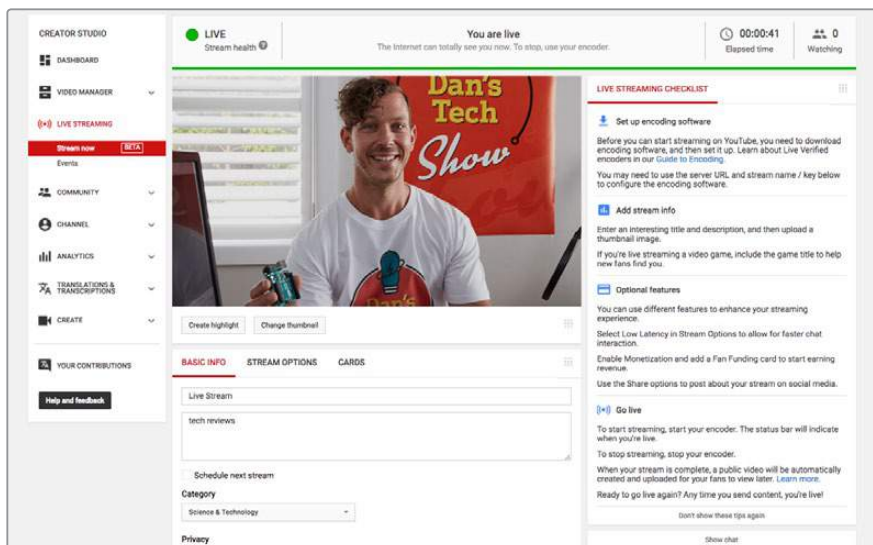 CREATOR STUDIO
DASHBOARD
VIDEO MANAGER
LIVE STREAMING
Stream now BETA
Events
COMMUNITY
CHANNEL
ANALYTICS
TRANSLATIONS &
TRANSCRIPTIONS
CREATE
YOUR CONTRIBUTIONS
Help and feedback
LIVE
Stream health ?
You are live
The Internet can totally see you now. To stop, use your encoder.
00:00:41
Elapsed time
0
Watching
Dan's
Tech
Show
Dan's
Create highlight
Change thumbnail
BASIC INFO
STREAM OPTIONS
CARDS
Live Stream
tech reviews
Schedule next stream
Category
Science & Technology
Privacy
LIVE STREAMING CHECKLIST
Set up encoding software
Before you can start streaming on YouTube, you need to download
encoding software, and then set it up. Learn about Live Verified
encoders in our Guide to Encoding.
You may need to use the server URL and stream name / key below
to configure the encoding software.
Add stream info
Enter an interesting title and description, and then upload a
thumbnail image.
If you're live streaming a video game, include the game title to help
new fans find you.
Optional features
You can use different features to enhance your streaming
experience.
Select Low Latency in Stream Options to allow for faster chat
interaction.
Enable Monetization and add a Fan Funding card to start earning
revenue.
Use the Share options to post about your stream on social media.
Go live
To start streaming, start your encoder. The status bar will indicate
when you're live.
To stop streaming, stop your encoder.
When your stream is complete, a public video will be automatically
created and uploaded for your fans to view later. Learn more.
Ready to go live again? Any time you send content, you're live!
Don't show these tips again
Show chat